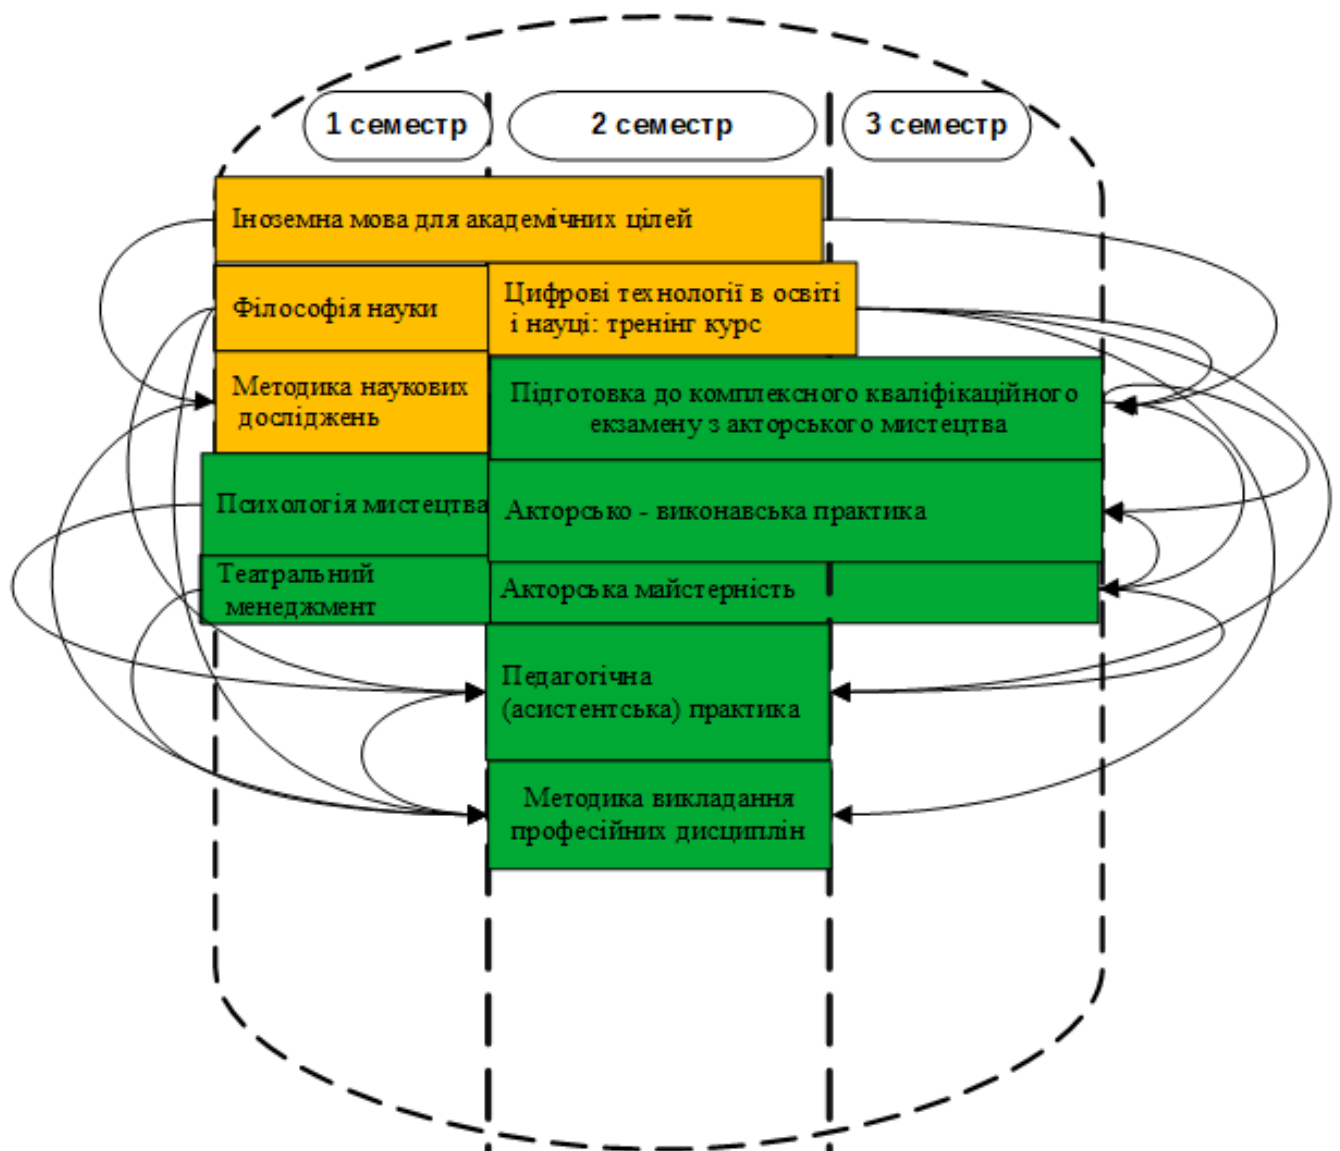 1 семестр
2 семестр
3 семестр
Іноземна мова для академічних цілей
Філософія науки
Цифрові технології в освіті
і науці: тренінг курс
Методика наукових
досліджень
Підготовка до комплексного кваліфікаційного
екзамену з акторського мистецтва
Психологія мистецтва
Акторсько - виконавська практика
Театральний
менеджмент
Акторська майстерність
Педагогічна
(асистентська) практика
Методика викладання
професійних дисциплін